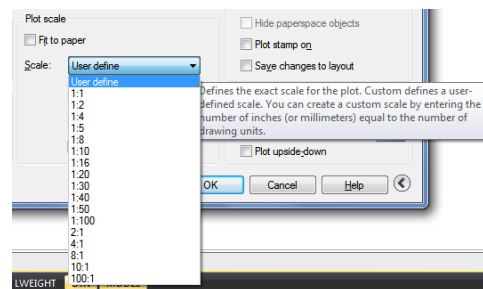 Plot scale
Hide paperspace objects
Fit to paper
Plot stamp on
Scale:
User define
Save changes to layout
User define
1:1
1:2
1:4
1:5
1:8
1:10
1:16
1:20
1:30
1:40
1:50
1:100
2:1
4:1
8:1
10:1
100:1
Defines the exact scale for the plot. Custom defines a user-
defined scale. You can create a custom scale by entering the
number of inches (or millimeters) equal to the number of
drawing units.
Plot upside-down
OK
Cancel
Help
LWEIGHT
MODEL